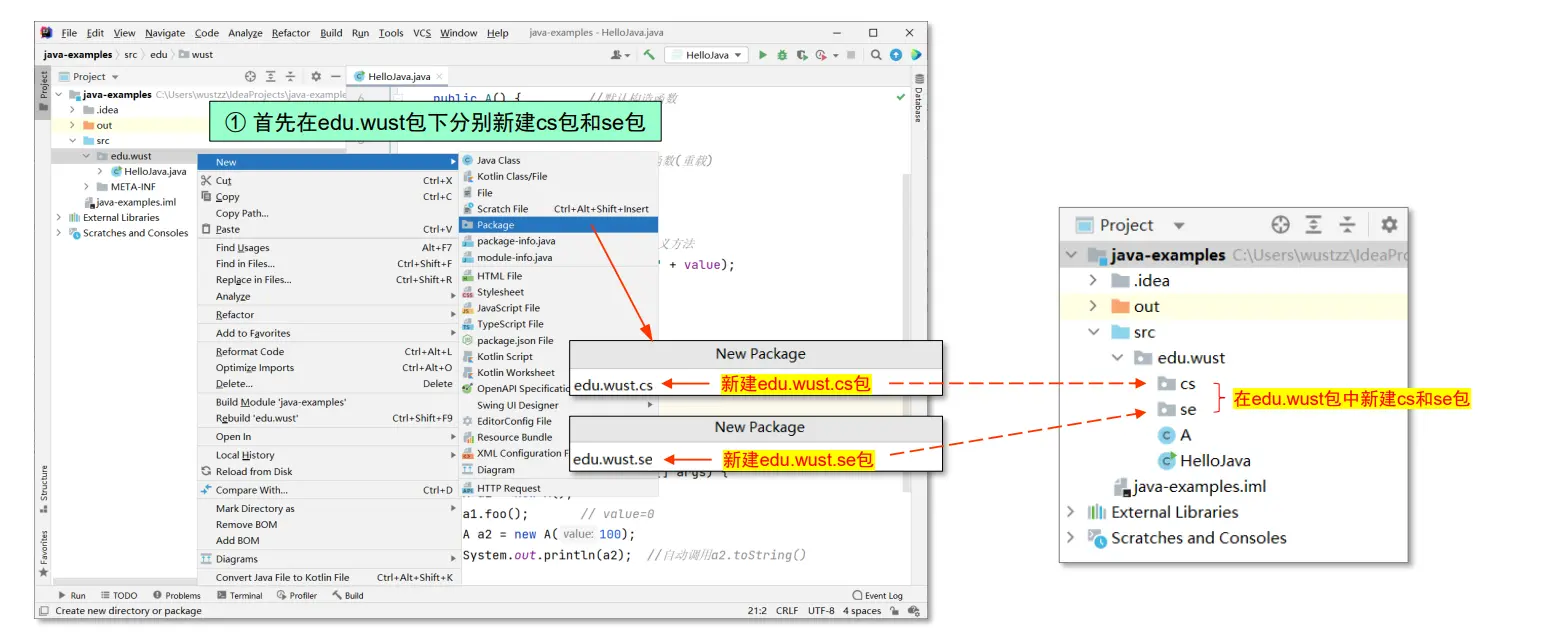 File Edit View Navigate Code Analyze Refactor Build Run Tools VCS Window Help java-examples - HelloJava.java
java-examples src edu wust HelloJava
Project
HelloJava.java
java-examples C:\Users\wustzz\IdeaProjects\java-example
.idea
out
src
edu.wust
HelloJava.java
META-INF
java-examples.iml
External Libraries
Scratches and Consoles
Project
Structure
Favorites
Database
public A() { //默认构造函数
① 首先在edu.wust包下分别新建cs包和se包
函数(重载)
义方法
" + value);
[] args) {
a1.foo(); // value=0
A a2 = new A( value: 100);
System.out.println(a2); //自动调用a2.toString()
New
Cut Ctrl+X
Copy Ctrl+C
Copy Path...
Paste Ctrl+V
Find Usages Alt+F7
Find in Files... Ctrl+Shift+F
Replace in Files... Ctrl+Shift+R
Analyze
Refactor
Add to Favorites
Reformat Code Ctrl+Alt+L
Optimize Imports Ctrl+Alt+O
Delete... Delete
Build Module 'java-examples'
Rebuild 'edu.wust' Ctrl+Shift+F9
Open In
Local History
Reload from Disk
Compare With... Ctrl+D
Mark Directory as
Remove BOM
Add BOM
Diagrams
Convert Java File to Kotlin File Ctrl+Alt+Shift+K
Java Class
Kotlin Class/File
File
Scratch File Ctrl+Alt+Shift+Insert
Package
package-info.java
module-info.java
HTML File
Stylesheet
JavaScript File
TypeScript File
package.json File
Kotlin Script
Kotlin Worksheet
OpenAPI Specificatio
Swing UI Designer
EditorConfig File
Resource Bundle
XML Configuration F
Diagram
HTTP Request
New Package
edu.wust.cs 新建edu.wust.cs包
New Package
edu.wust.se 新建edu.wust.se包
Run TODO Problems Terminal Profiler Build Event Log
Create new directory or package 21:2 CRLF UTF-8 4 spaces
Project
java-examples C:\Users\wustzz\IdeaPro
.idea
out
src
edu.wust
cs
se
在edu.wust包中新建cs和se包
A
HelloJava
java-examples.iml
External Libraries
Scratches and Consoles